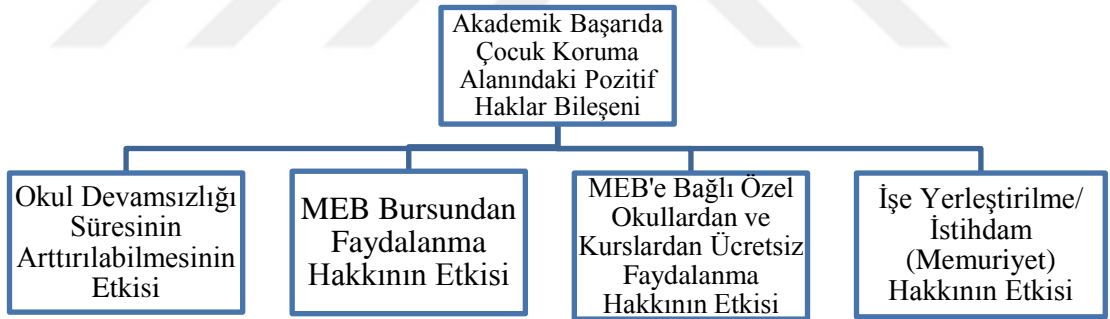 Akademik Başarıda
Çocuk Koruma
Alanındaki Pozitif
Haklar Bileşeni
Okul Devamsızlığı
Süresinin
Arttırılabilmesinin
Etkisi
MEB Bursundan
Faydalanma
Hakkının Etkisi
MEB'e Bağlı Özel
Okullardan ve
Kurslardan Ücretsiz
Faydalanma
Hakkının Etkisi
İşe Yerleştirilme/
İstihdam
(Memuriyet)
Hakkının Etkisi